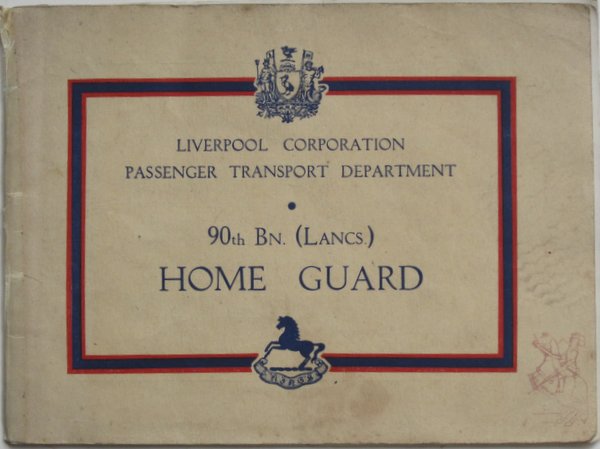 LIVERPOOL CORPORATION
PASSENGER TRANSPORT DEPARTMENT
90th BN. (LANCS.)
HOME GUARD